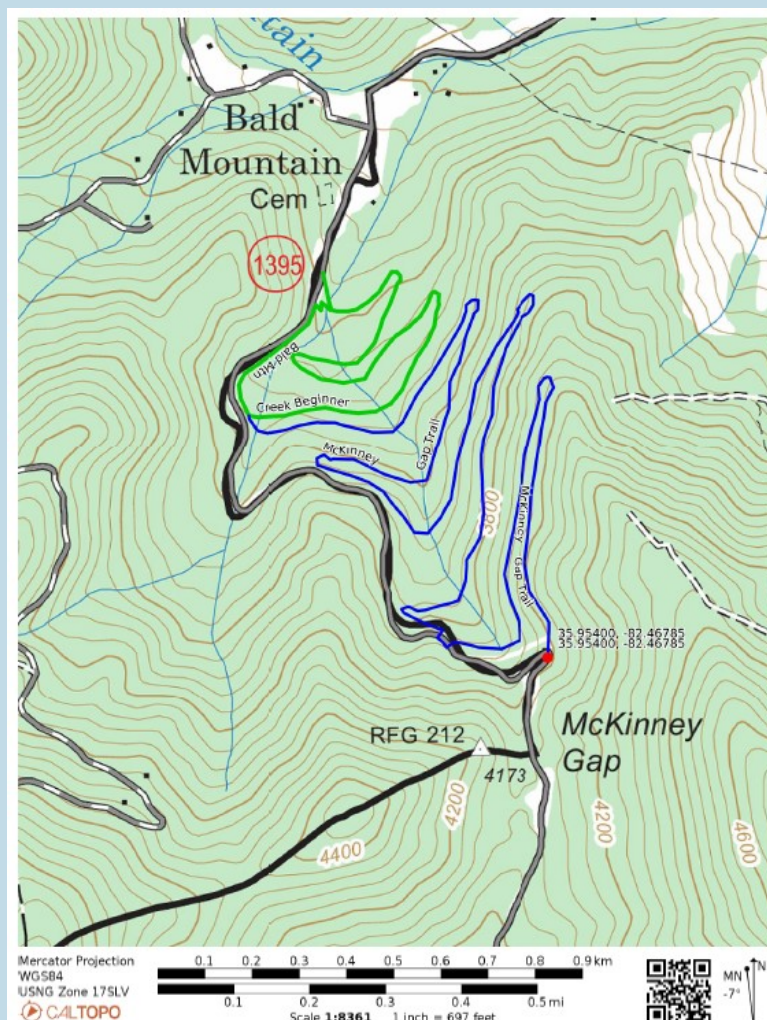 Bald
Mountain
Cem
1395
Bald Mtn
Creek Beginner
McKinney
Gap Trail
3800
McKinney Gap Trail
35.95400, -82.46785
35.95400, -82.46785
RFG 212
McKinney
Gap
4173
4200
4200
4400
4600
Mercator Projection
WGS84
USNG Zone 17SLV
CALTOPO
0.1 0.2 0.3 0.4 0.5 0.6 0.7 0.8 0.9 km
0.1 0.2 0.3 0.4 0.5 mi
Scale 1:8361 1 inch = 697 feet
MN
-7°
N